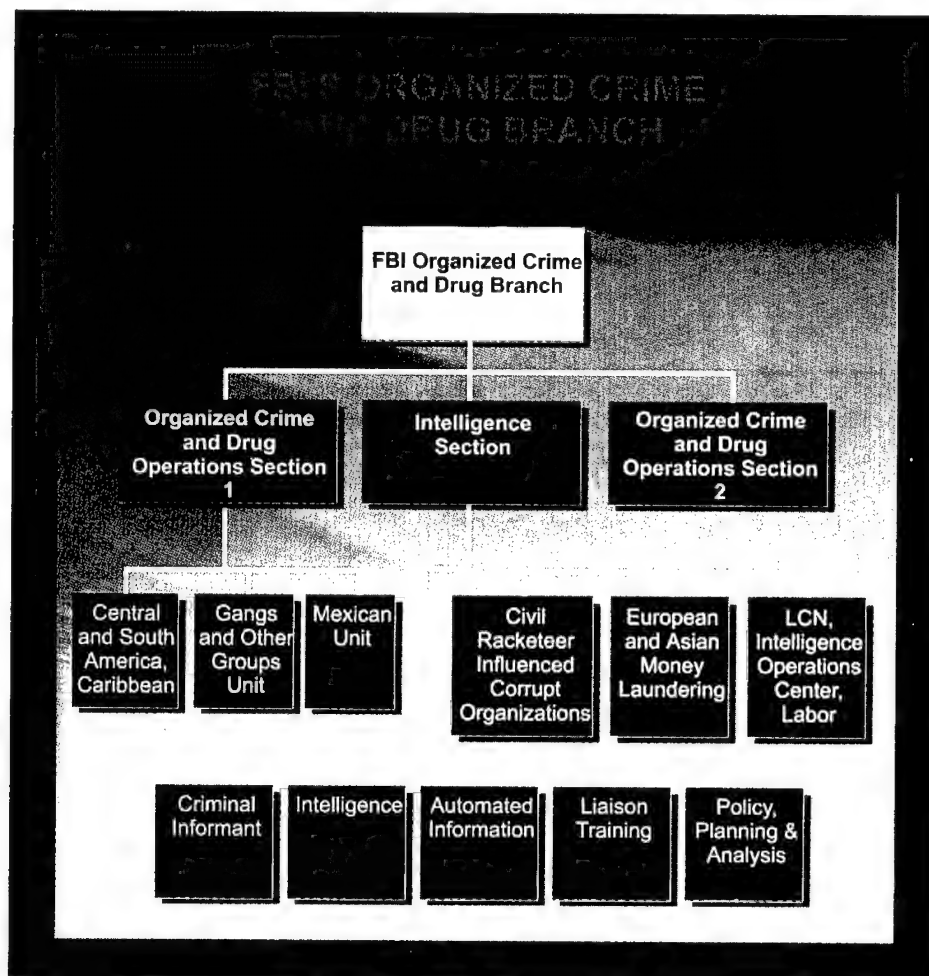 FBI'S ORGANIZED CRIME
AND DRUG BRANCH
FBI Organized Crime
and Drug Branch
Organized Crime
and Drug
Operations Section
1
Intelligence
Section
Organized Crime
and Drug
Operations Section
2
Central
and South
America,
Caribbean
Gangs
and Other
Groups
Unit
Mexican
Unit
Civil
Racketeer
Influenced
Corrupt
Organizations
European
and Asian
Money
Laundering
LCN,
Intelligence
Operations
Center,
Labor
Criminal
Informant
Intelligence
Automated
Information
Liaison
Training
Policy,
Planning &
Analysis